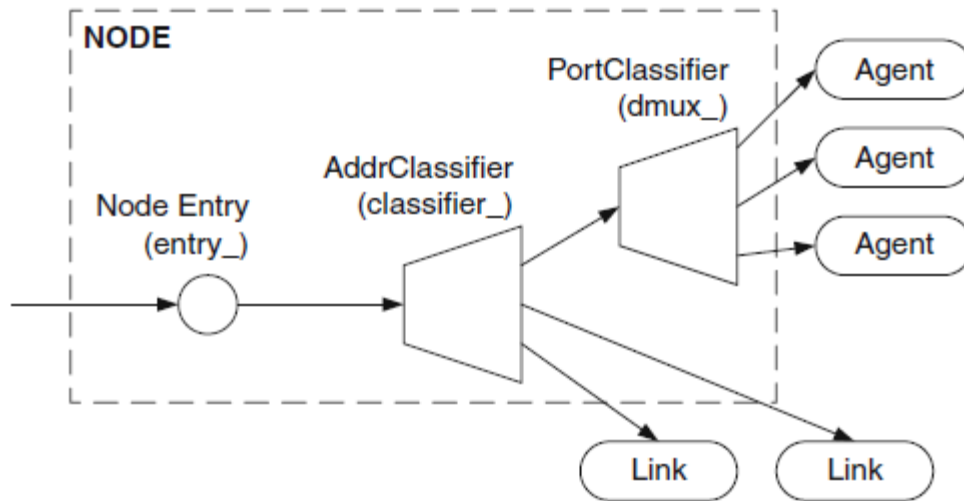 NODE
PortClassifier
(dmux_)
Agent
Agent
Agent
AddrClassifier
(classifier_)
Node Entry
(entry_)
Link
Link